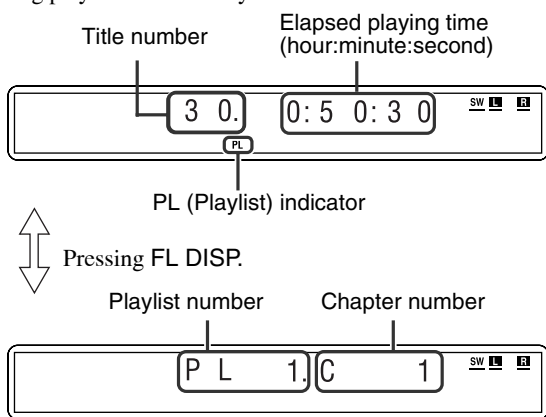 Title number
Elapsed playing time
(hour:minute:second)
3 0. 0:5 0:3 0 SW L R
PL
PL (Playlist) indicator
Pressing FL DISP.
Playlist number Chapter number
P L 1. C 1 SW L R